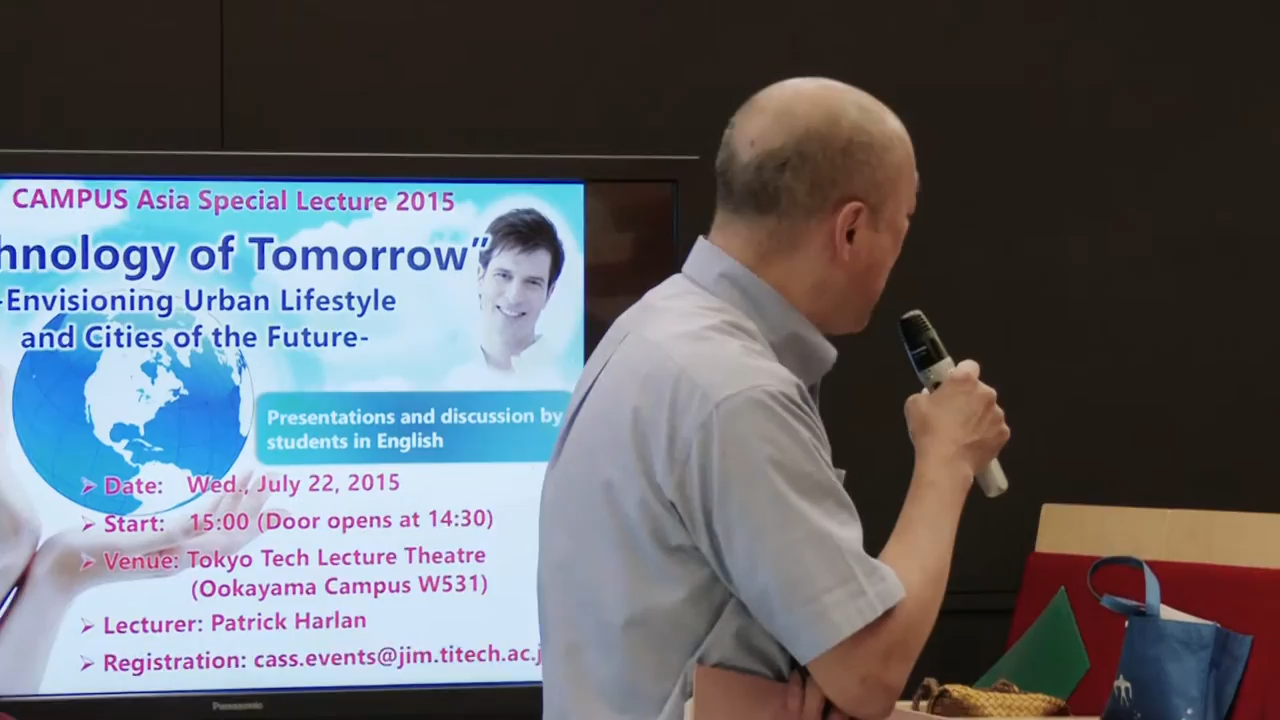 CAMPUS Asia Special Lecture 2015
hnology of Tomorrow”
-Envisioning Urban Lifestyle
and Cities of the Future-
Presentations and discussion by
students in English
➢ Date: Wed., July 22, 2015
➢ Start: 15:00 (Door opens at 14:30)
➢ Venue: Tokyo Tech Lecture Theatre
(Ookayama Campus W531)
➢ Lecturer: Patrick Harlan
➢ Registration: cass.events@jim.titech.ac.j
Panasonic